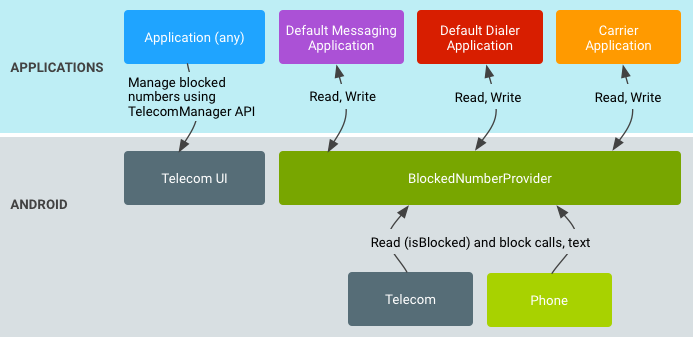 Application (any)
Default Messaging
Application
Default Dialer
Application
Carrier
Application
APPLICATIONS
Manage blocked
numbers using
TelecomManager API
Read, Write
Read, Write
Read, Write
Telecom UI
BlockedNumberProvider
ANDROID
Read (isBlocked) and block calls, text
Telecom
Phone